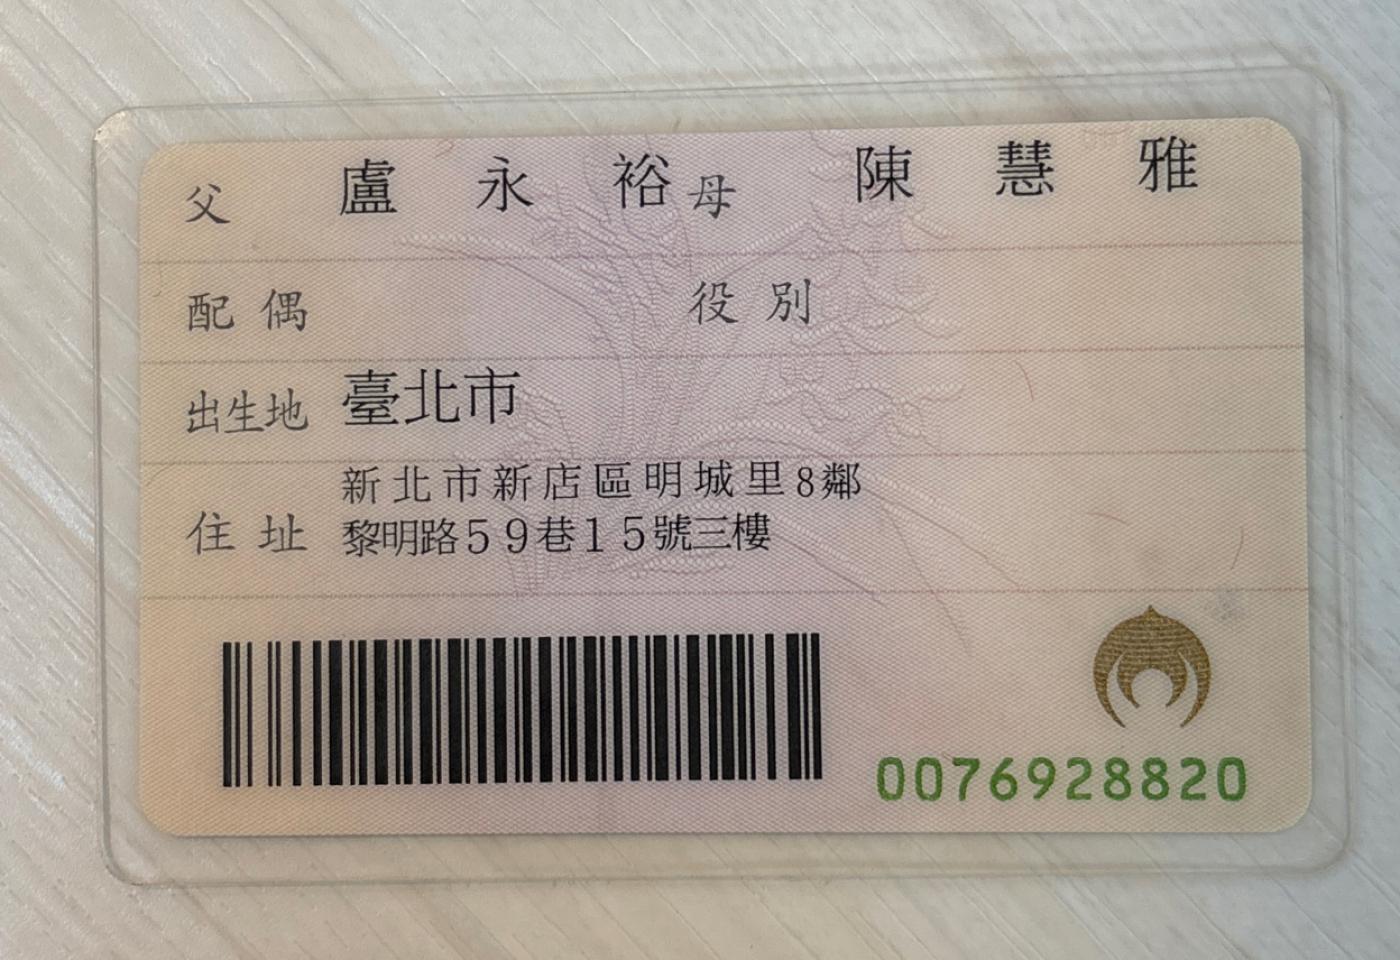 父 盧永裕 母 陳慧雅
配偶 役別
出生地 臺北市
新北市新店區明城里8鄰
住址 黎明路59巷15號三樓
0076928820